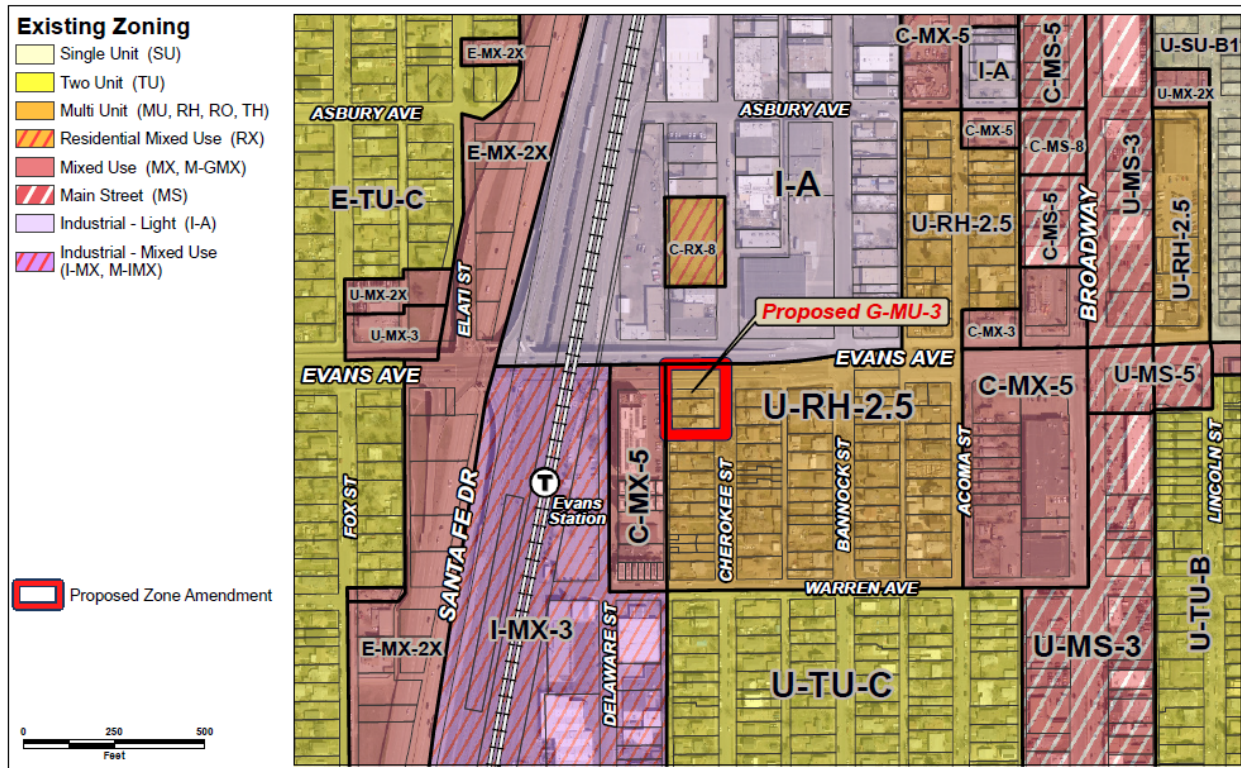 Existing Zoning
Single Unit (SU)
Two Unit (TU)
Multi Unit (MU, RH, RO, TH)
Residential Mixed Use (RX)
Mixed Use (MX, M-GMX)
Main Street (MS)
Industrial - Light (I-A)
Industrial - Mixed Use
(I-MX, M-IMX)
Proposed Zone Amendment
0 250 500
Feet
E-MX-2X
C-MX-5
C-MS-5
U-SU-B1
I-A
U-MX-2X
ASBURY AVE
ASBURY AVE
E-MX-2X
C-MX-5
C-MS-8
U-MS-3
E-TU-C
I-A
U-RH-2.5
C-MS-5
BROADWAY
U-RH-2.5
C-RX-8
ELATI ST
U-MX-2X
U-MX-3
Proposed G-MU-3
C-MX-3
EVANS AVE
EVANS AVE
U-MS-5
C-MX-5
U-RH-2.5
FOX ST
SANTA FE DR
T
Evans
Station
C-MX-5
CHEROKEE ST
BANNOCK ST
ACOMA ST
LINCOLN ST
WARREN AVE
E-MX-2X
I-MX-3
DELAWARE ST
U-TU-C
U-MS-3
U-TU-B